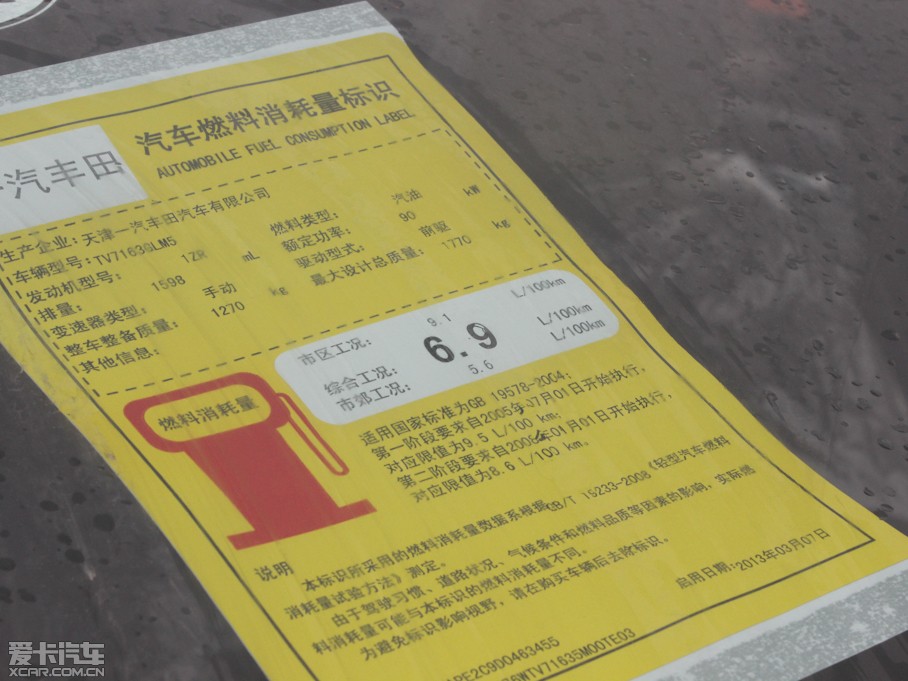 汽车燃料消耗量标识
AUTOMOBILE FUEL CONSUMPTION LABEL
汽丰田
生产企业：天津一汽丰田汽车有限公司
车辆型号：TV7163GLM5
燃料类型： 汽油
发动机型号： 1ZR
额定功率： 90 kW
排量： 1598 mL
驱动型式： 前驱
变速器类型： 手动
最大设计总质量： 1770 kg
整车整备质量： 1270 kg
其他信息：
市区工况： 9.1 L/100km
综合工况： 6.9 L/100km
市郊工况： 5.6 L/100km
燃料消耗量
适用国家标准为GB 19578-2004：
第一阶段要求自2005年07月01日开始执行，
对应限值为9.5 L/100 km；
第二阶段要求自2008年01月01日开始执行，
对应限值为8.6 L/100 km.
说明
本标识所采用的燃料消耗量数据系根据GB/T 15233-2008《轻型汽车燃料
消耗量试验方法》测定。
由于驾驶习惯、道路状况、气候条件和燃料品质等因素的影响，实际燃
料消耗量可能与本标识的燃料消耗量不同。
为避免标识影响视野，请在购买车辆后去除标识。
启用日期：2013年03月07日
APE2C900463455
6WTV71635M00TE03
爱卡汽车
XCAR.COM.CN